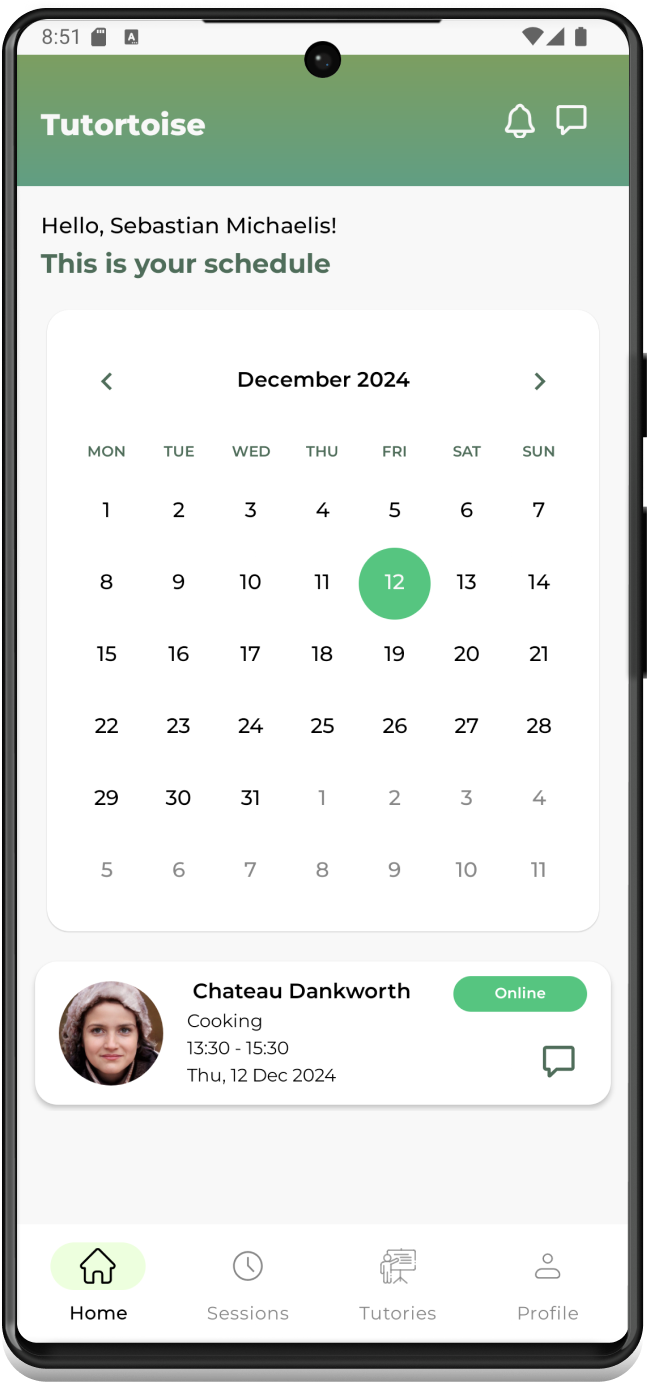 8:51
Tutortoise
Hello, Sebastian Michaelis!
This is your schedule
December 2024
MON TUE WED THU FRI SAT SUN
1 2 3 4 5 6 7
8 9 10 11 12 13 14
15 16 17 18 19 20 21
22 23 24 25 26 27 28
29 30 31 1 2 3 4
5 6 7 8 9 10 11
Chateau Dankworth Online
Cooking
13:30 - 15:30
Thu, 12 Dec 2024
Home Sessions Tutories Profile